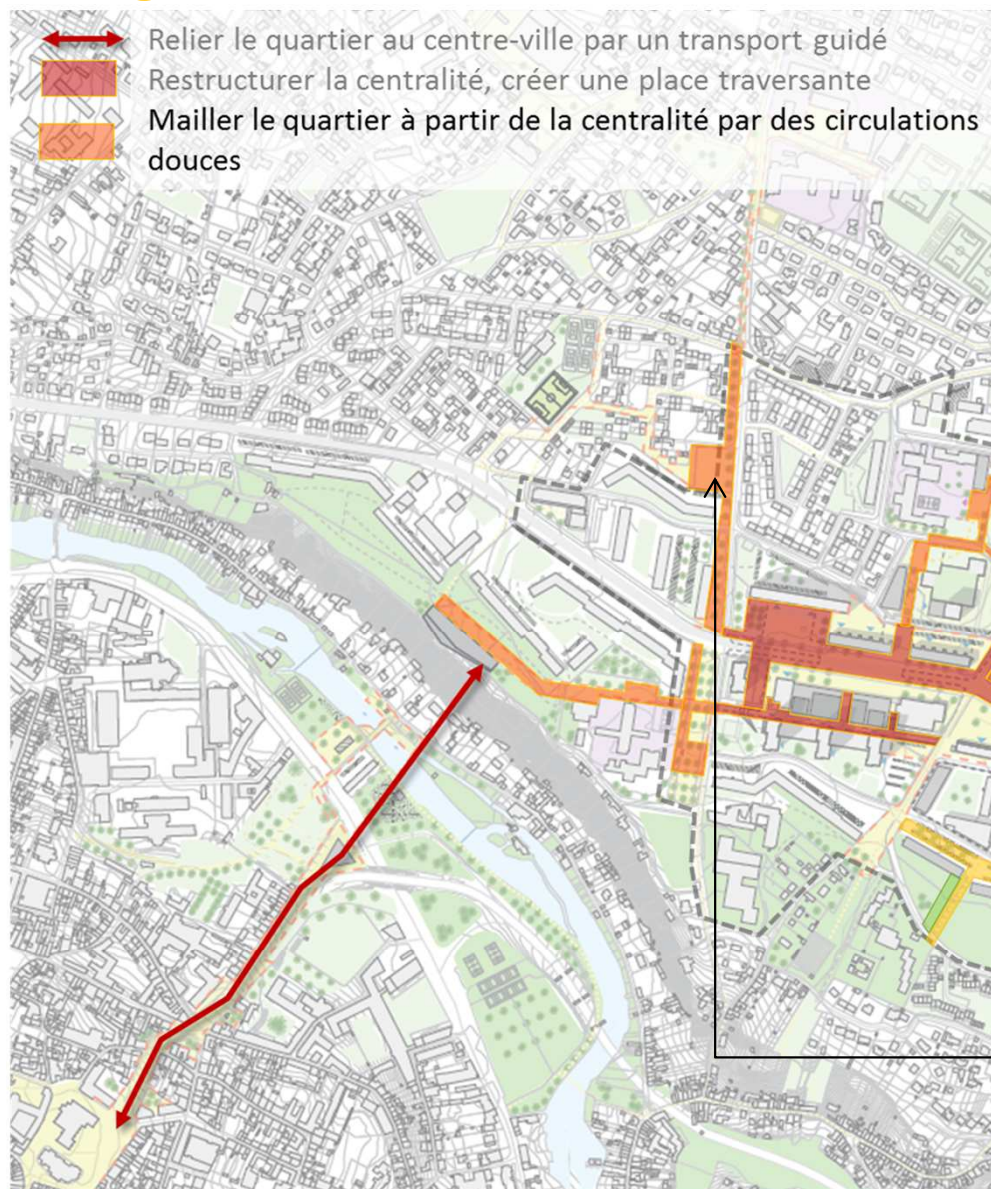 Relier le quartier au centre-ville par un transport guidé
Restructurer la centralité, créer une place traversante
Mailler le quartier à partir de la centralité par des circulations
douces